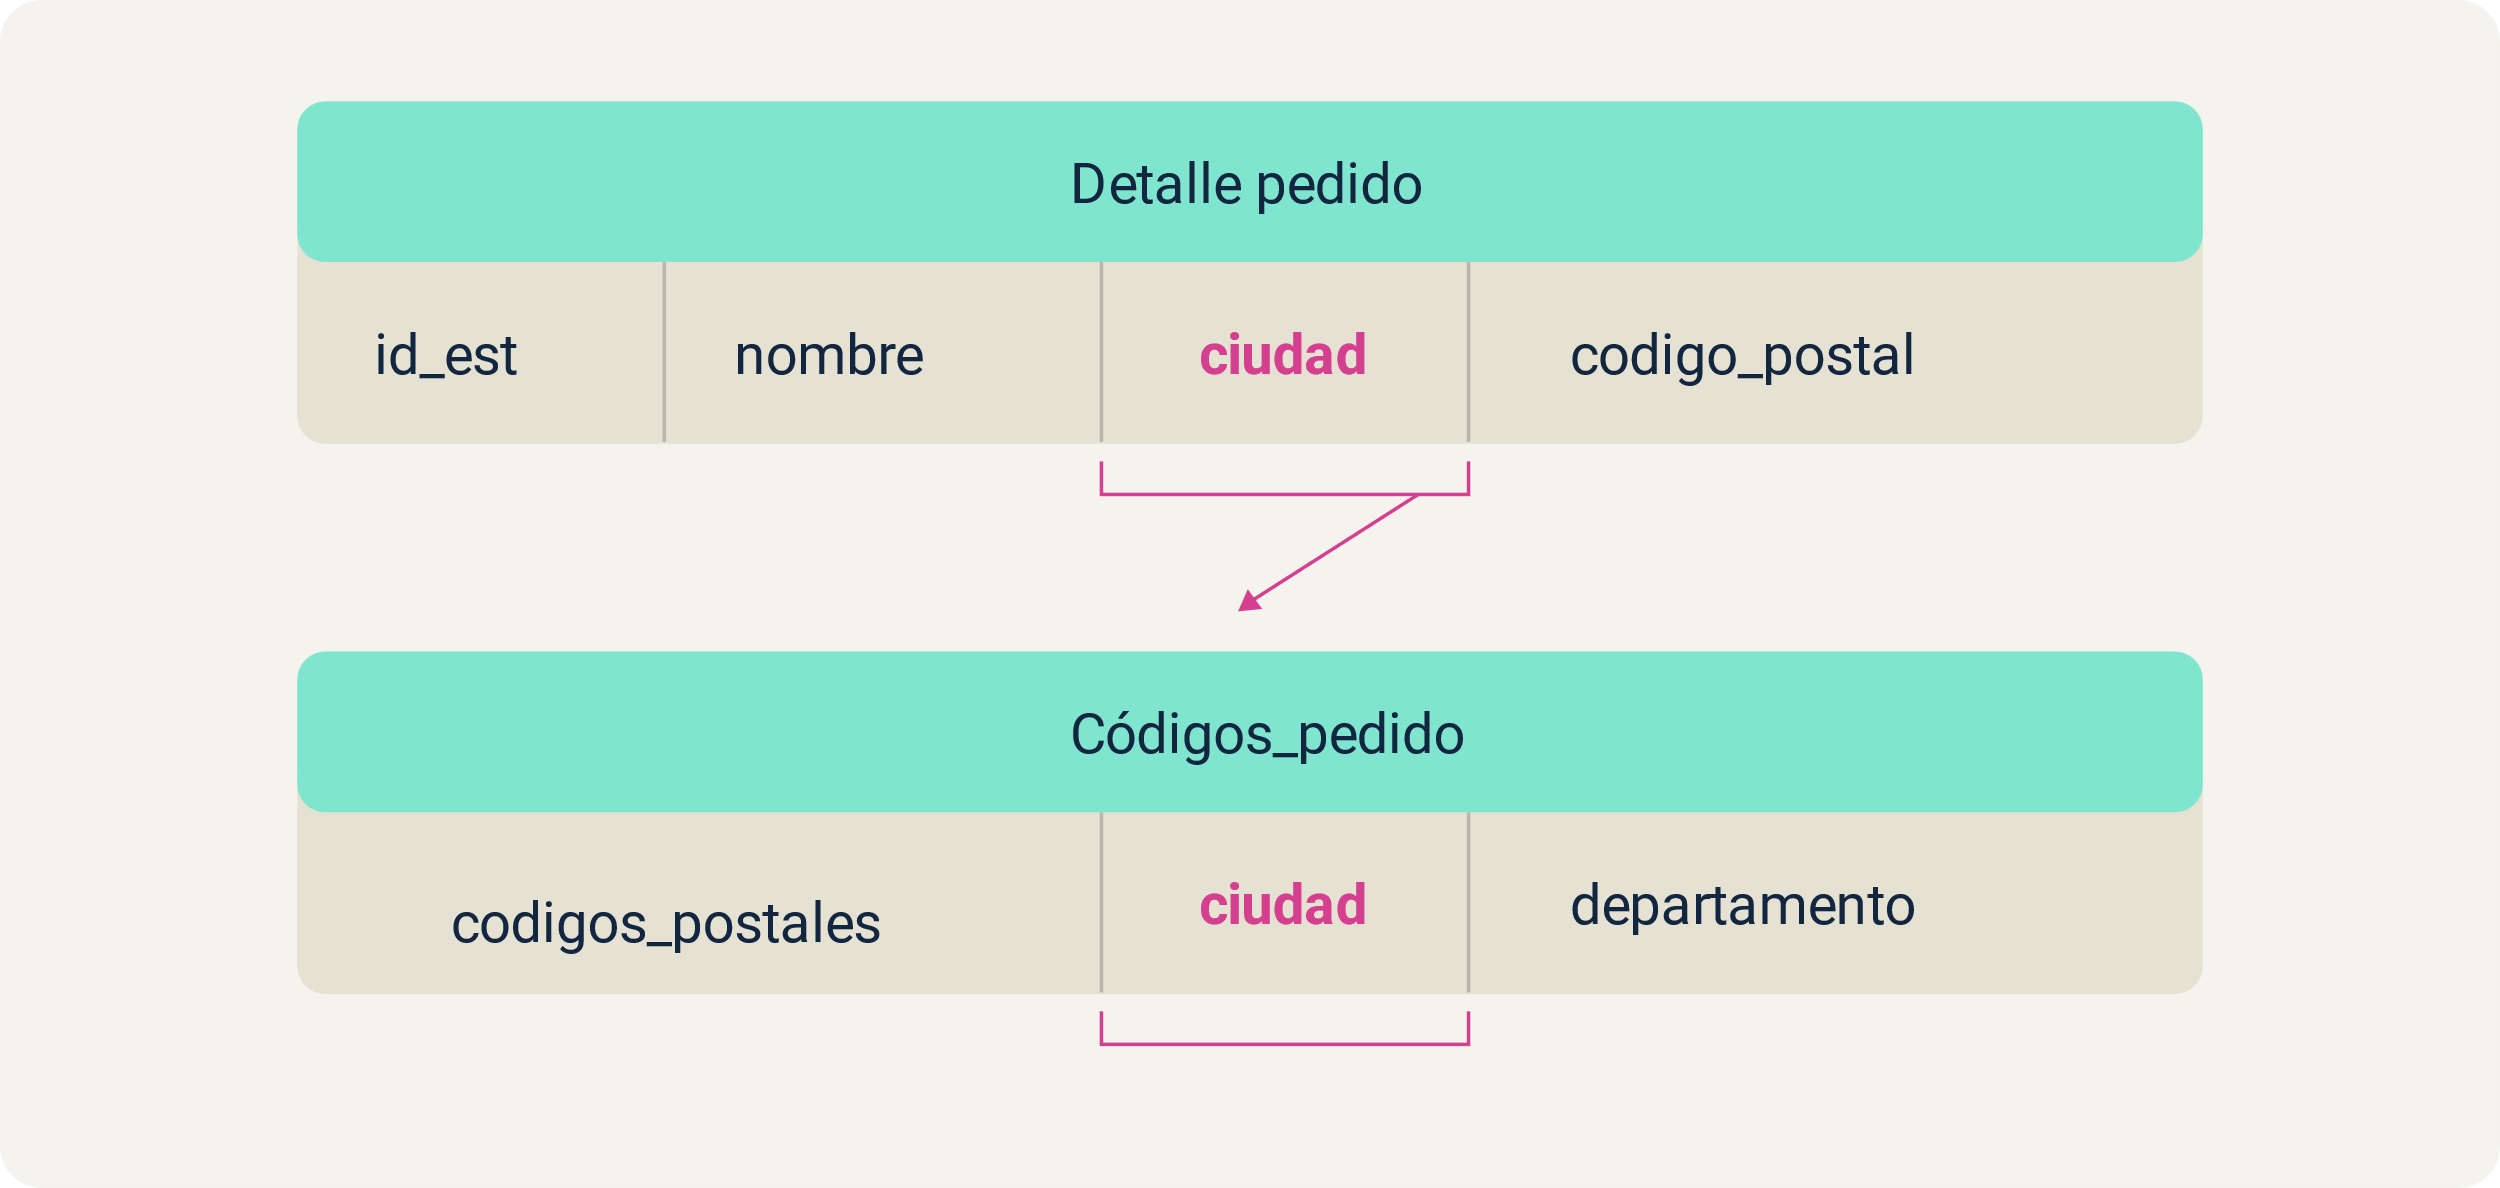 Detalle pedido
id_est nombre ciudad codigo_postal
Códigos_pedido
codigos_postales ciudad departamento